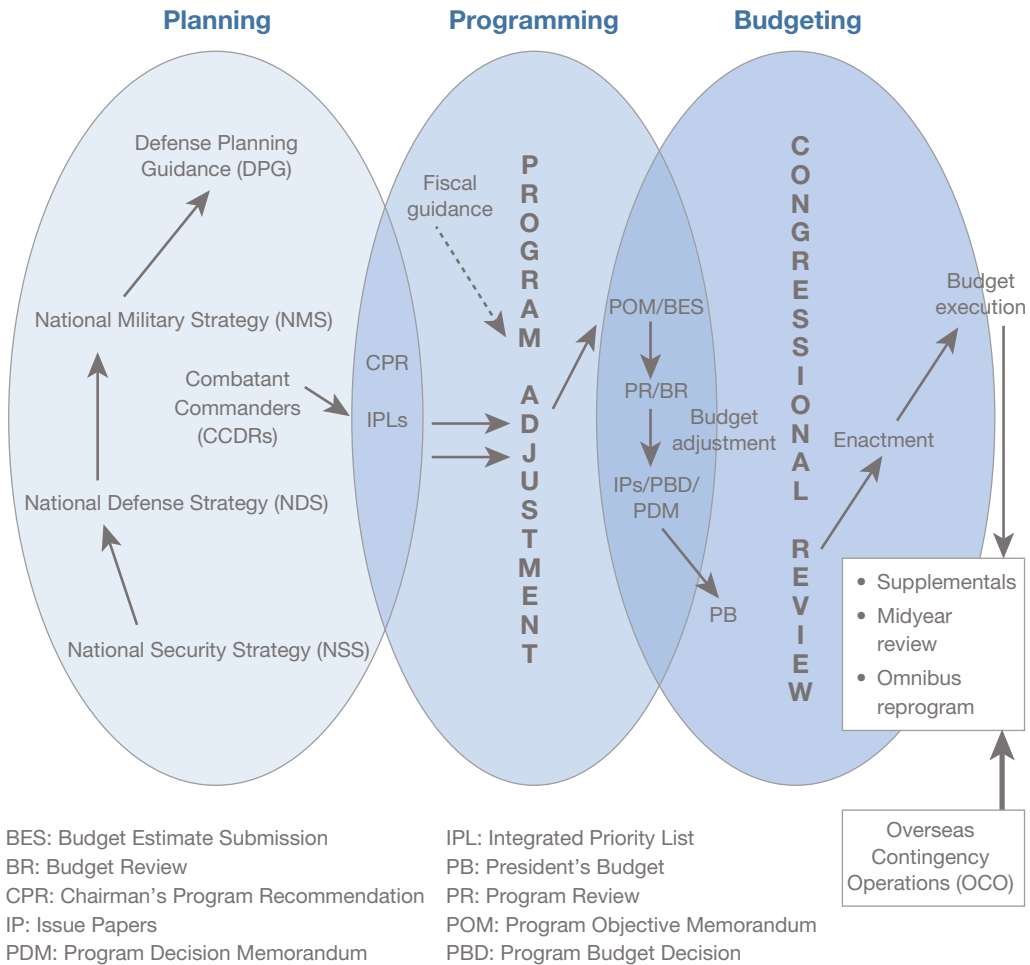 Planning
Programming
Budgeting
Defense Planning
Guidance (DPG)
National Military Strategy (NMS)
Combatant
Commanders
(CCDRs)
National Defense Strategy (NDS)
National Security Strategy (NSS)
CPR
IPLs
Fiscal
guidance
PROGRAM ADJUSTMENT
POM/BES
PR/BR
IPs/PBD/
PDM
Budget
adjustment
PB
CONGRESSIONAL REVIEW
Enactment
Budget
execution
• Supplementals
• Midyear
review
• Omnibus
reprogram
Overseas
Contingency
Operations (OCO)
BES: Budget Estimate Submission
BR: Budget Review
CPR: Chairman’s Program Recommendation
IP: Issue Papers
PDM: Program Decision Memorandum
IPL: Integrated Priority List
PB: President’s Budget
PR: Program Review
POM: Program Objective Memorandum
PBD: Program Budget Decision